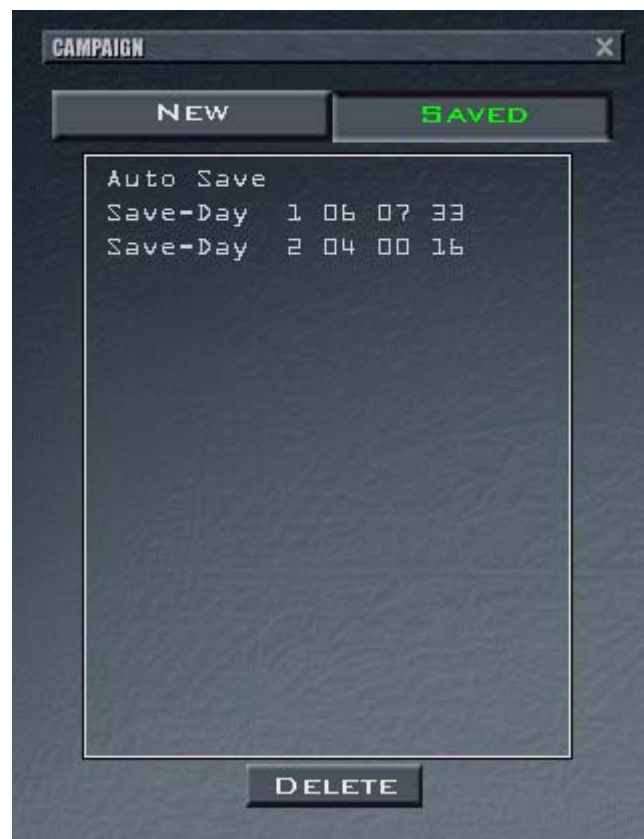 CAMPAIGN
NEW
SAVED
Auto Save
Save-Day 1 06 07 33
Save-Day 2 04 00 16
DELETE